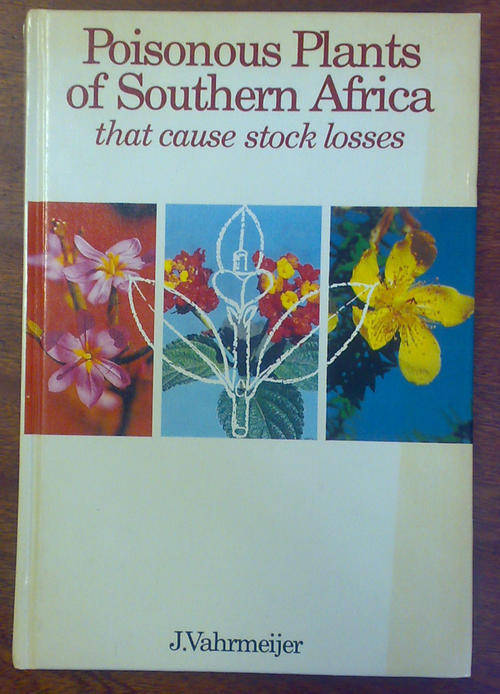 Poisonous Plants
of Southern Africa
that cause stock losses
J.Vahrmeijer